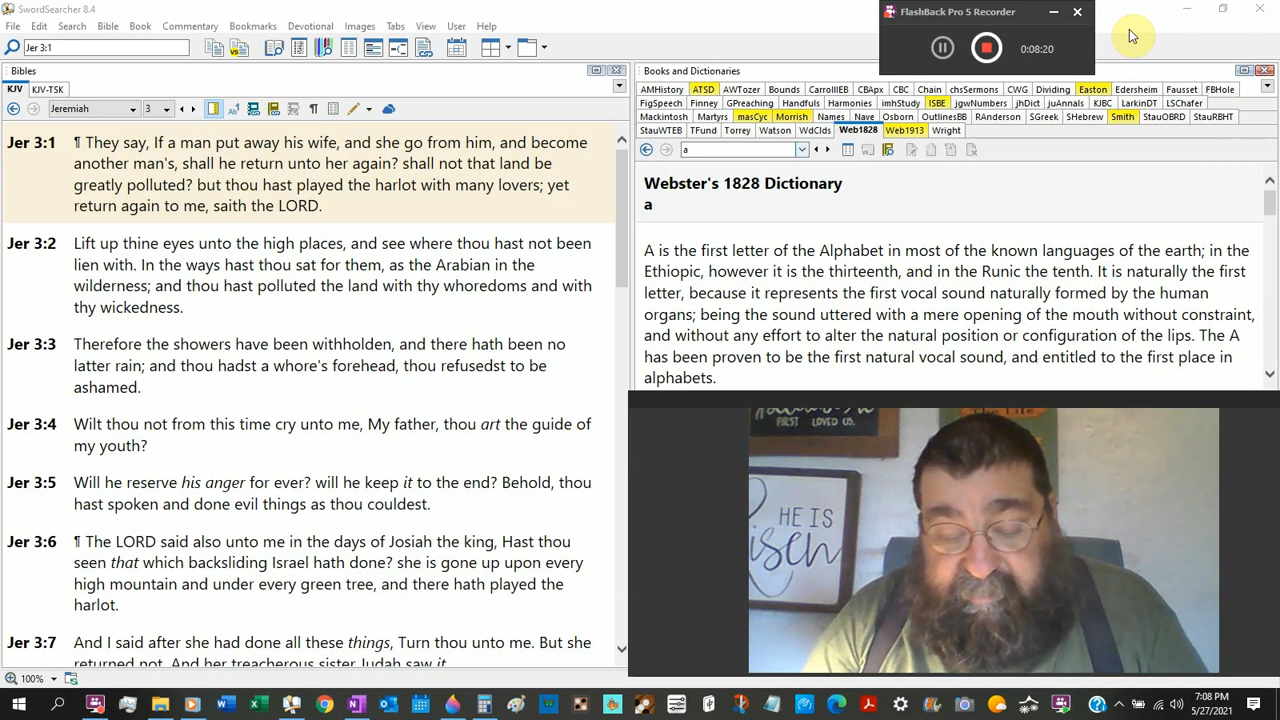 SwordSearcher 8.4
File Edit Search Bible Book Commentary Bookmarks Devotional Images Tabs View User Help
Jer 3:1
Bibles
KJV KJV-TSK
Jeremiah 3
Jer 3:1 ¶ They say, If a man put away his wife, and she go from him, and become
another man's, shall he return unto her again? shall not that land be
greatly polluted? but thou hast played the harlot with many lovers; yet
return again to me, saith the LORD.
Jer 3:2 Lift up thine eyes unto the high places, and see where thou hast not been
lien with. In the ways hast thou sat for them, as the Arabian in the
wilderness; and thou hast polluted the land with thy whoredoms and with
thy wickedness.
Jer 3:3 Therefore the showers have been withholden, and there hath been no
latter rain; and thou hadst a whore's forehead, thou refusedst to be
ashamed.
Jer 3:4 Wilt thou not from this time cry unto me, My father, thou art the guide of
my youth?
Jer 3:5 Will he reserve his anger for ever? will he keep it to the end? Behold, thou
hast spoken and done evil things as thou couldest.
Jer 3:6 ¶ The LORD said also unto me in the days of Josiah the king, Hast thou
seen that which backsliding Israel hath done? she is gone up upon every
high mountain and under every green tree, and there hath played the
harlot.
Jer 3:7 And I said after she had done all these things, Turn thou unto me. But she
returned not. And her treacherous sister Judah saw it.
100%
FlashBack Pro 5 Recorder
0:08:20
Books and Dictionaries
AMHistory ATSD AWTozer Bounds CarrollEB CBApx CBC Chain chsSermons CWG Dividing Easton Edersheim Fausset FBHole
FigSpeech Finney GPreaching Handfuls Harmonies imhStudy ISBE jgwNumbers jhDict juAnnals KJBC LarkinDT LSChafer
Mackintosh Martyrs masCyc Morrish Names Nave Osborn OutlinesBB RAnderson SGreek SHebrew Smith StauOBRD StauRBHT
StauWTEB TFund Torrey Watson WdClds Web1828 Web1913 Wright
a
Webster's 1828 Dictionary
a
A is the first letter of the Alphabet in most of the known languages of the earth; in the
Ethiopic, however it is the thirteenth, and in the Runic the tenth. It is naturally the first
letter, because it represents the first vocal sound naturally formed by the human
organs; being the sound uttered with a mere opening of the mouth without constraint,
and without any effort to alter the natural position or configuration of the lips. The A
has been proven to be the first natural vocal sound, and entitled to the first place in
alphabets.
FIRST LOVED US.
The Life
HE IS
Risen
7:08 PM
5/27/2021